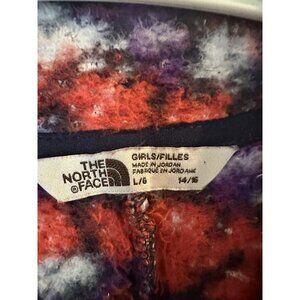 THE
NORTH
FACE
GIRLS/FILLES
MADE IN JORDAN
FABRIQUÉ EN JORDANIE
L/G 14/16